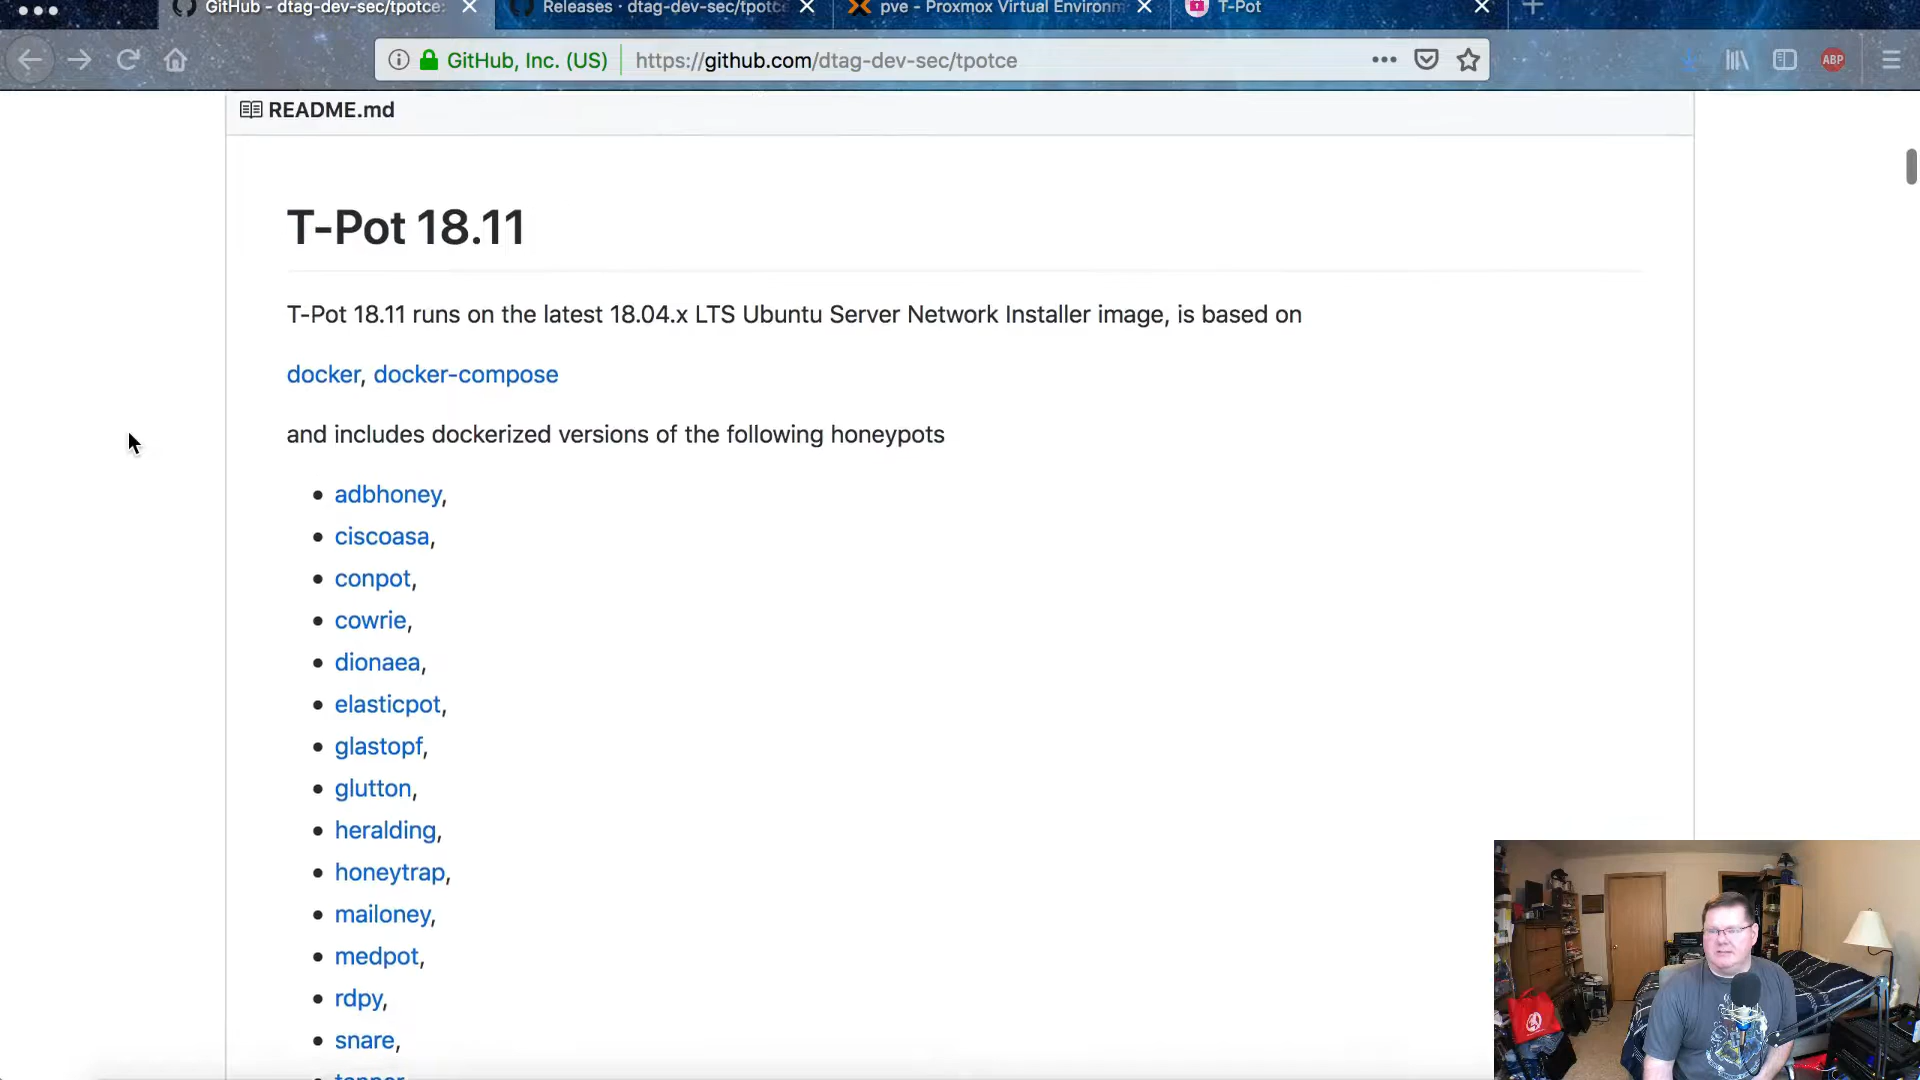 GitHub - dtag-dev-sec/tpotce: Releases · dtag-dev-sec/tpotce pve - Proxmox Virtual Environm T-Pot
GitHub, Inc. (US) https://github.com/dtag-dev-sec/tpotce ABP
README.md
T-Pot 18.11
T-Pot 18.11 runs on the latest 18.04.x LTS Ubuntu Server Network Installer image, is based on
docker, docker-compose
and includes dockerized versions of the following honeypots
• adbhoney,
• ciscoasa,
• conpot,
• cowrie,
• dionaea,
• elasticpot,
• glastopf,
• glutton,
• heralding,
• honeytrap,
• mailoney,
• medpot,
• rdpy,
• snare,